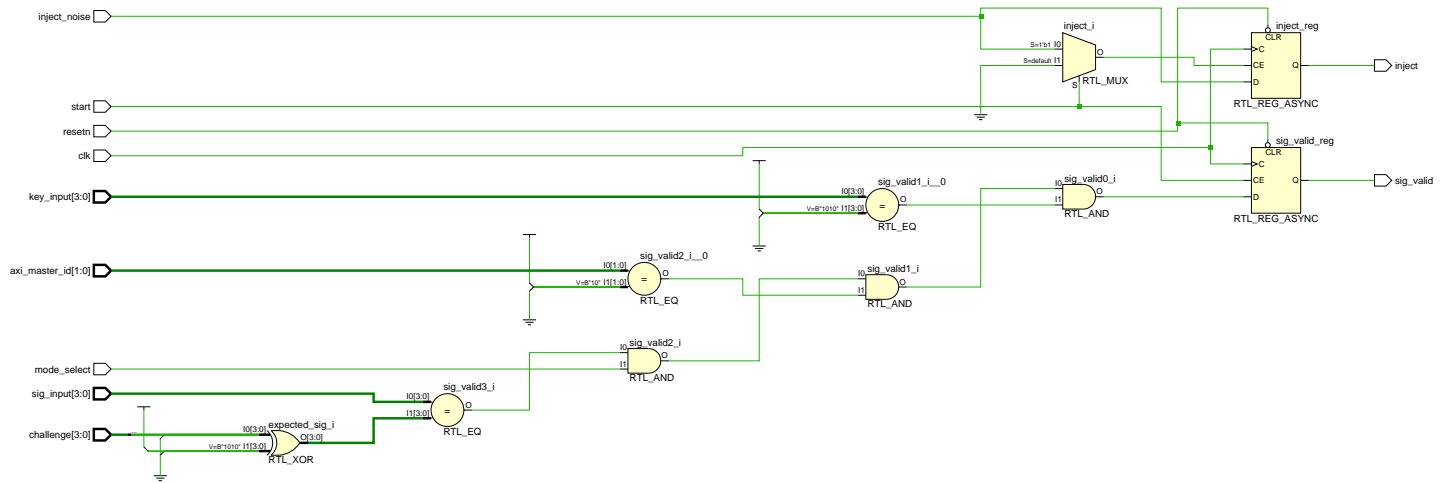 inject_noise
inject_i
inject_reg
S=1'b1 I0
S=default I1
O
S
RTL_MUX
CLR
C
CE
D
Q
inject
RTL_REG_ASYNC
start
resetn
clk
sig_valid_reg
CLR
C
CE
D
Q
sig_valid
RTL_REG_ASYNC
key_input[3:0]
sig_valid1_i__0
I0[3:0]
V=B"1010" I1[3:0]
=
O
RTL_EQ
sig_valid0_i
I0
I1
O
RTL_AND
axi_master_id[1:0]
sig_valid2_i__0
I0[1:0]
V=B"10" I1[1:0]
=
O
RTL_EQ
sig_valid1_i
I0
I1
O
RTL_AND
mode_select
sig_valid2_i
I0
I1
O
RTL_AND
sig_input[3:0]
sig_valid3_i
I0[3:0]
I1[3:0]
=
O
RTL_EQ
challenge[3:0]
expected_sig_i
I0[3:0]
V=B"1010" I1[3:0]
O[3:0]
RTL_XOR